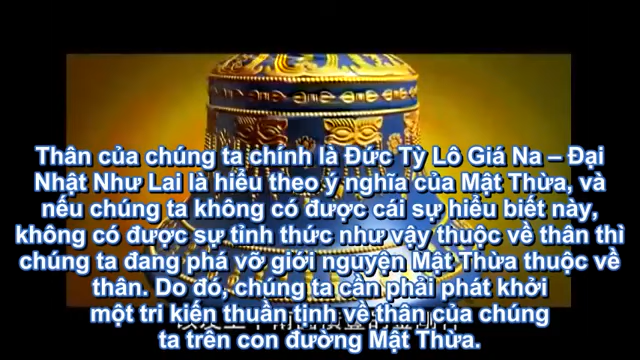 Thân của chúng ta chính là Đức Tỳ Lô Giá Na – Đại
Nhật Như Lai là hiểu theo ý nghĩa của Mật Thừa, và
nếu chúng ta không có được cái sự hiểu biết này,
không có được sự tỉnh thức như vậy thuộc về thân thì
chúng ta đang phá vỡ giới nguyện Mật Thừa thuộc về
thân. Do đó, chúng ta cần phải phát khởi
một tri kiến thuần tịnh về thân của chúng
ta trên con đường Mật Thừa.